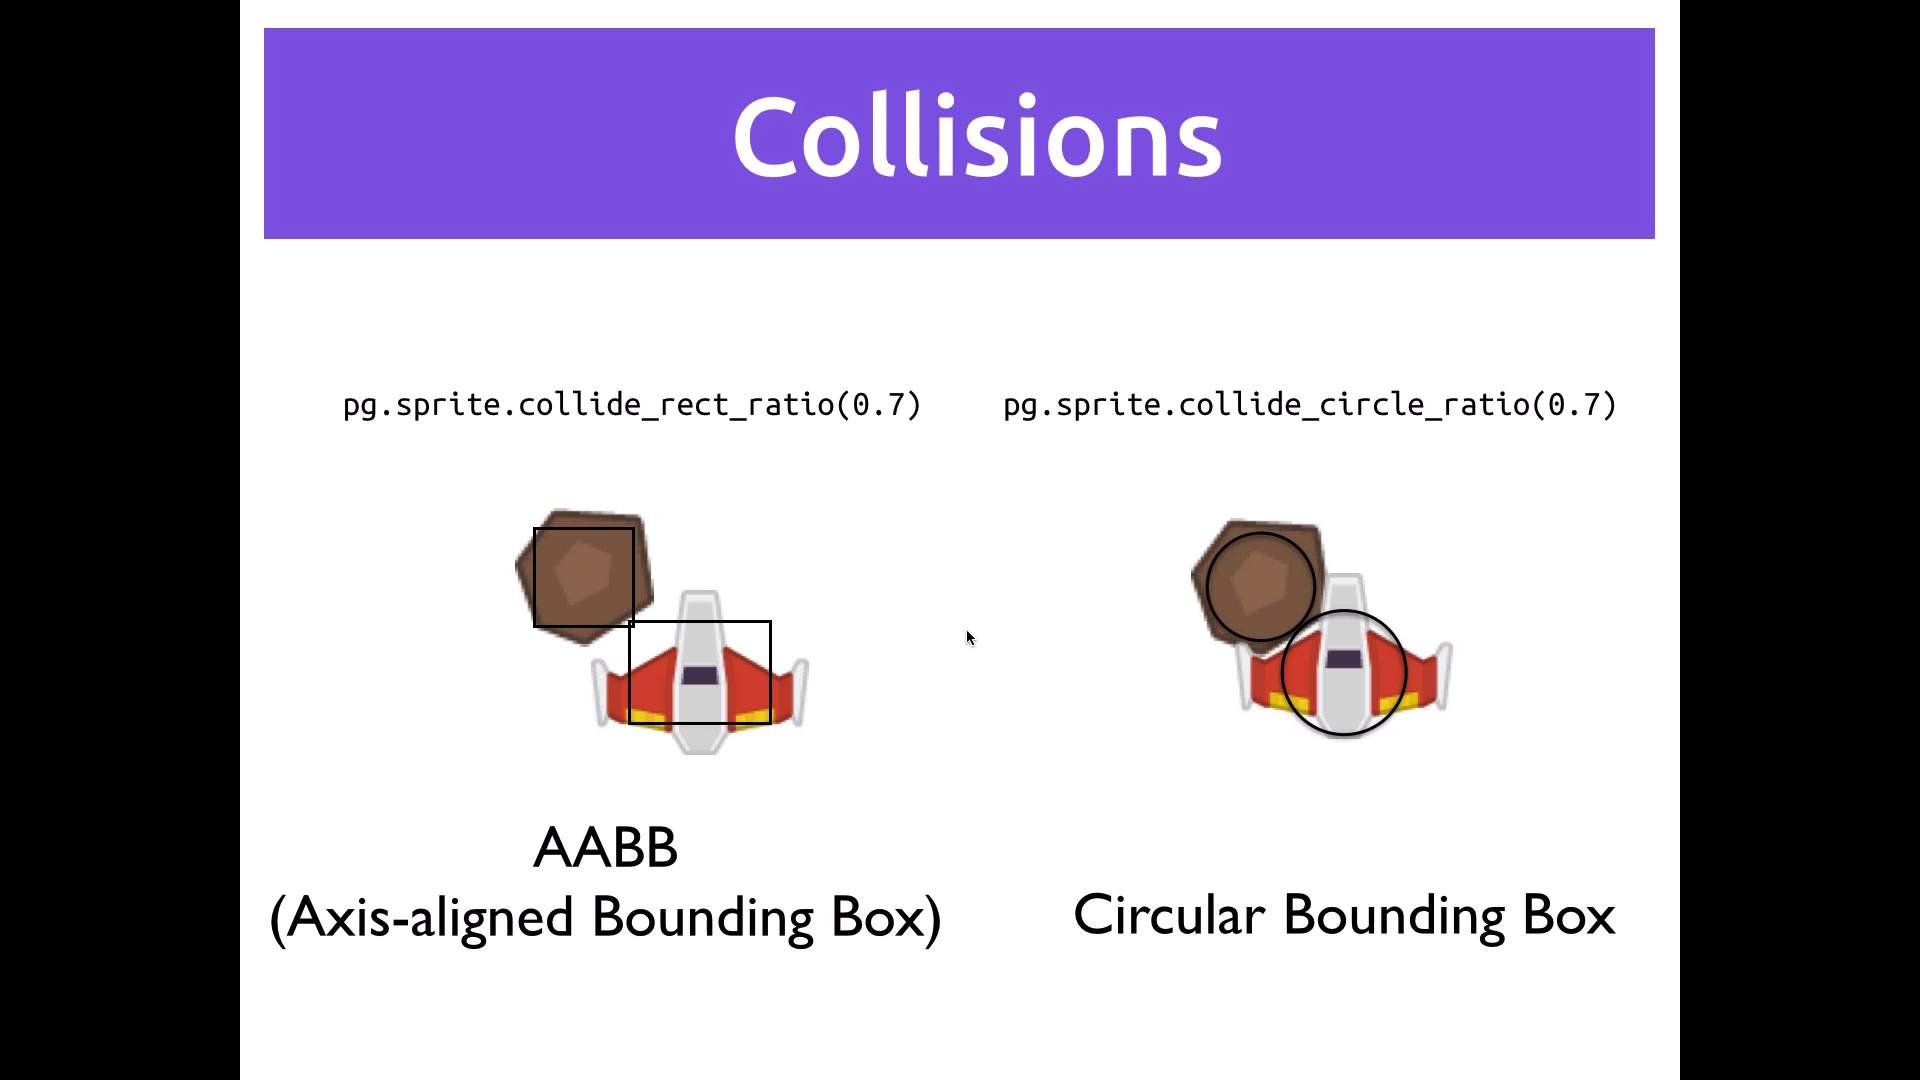 Collisions
pg.sprite.collide_rect_ratio(0.7)
pg.sprite.collide_circle_ratio(0.7)
AABB
(Axis-aligned Bounding Box)
Circular Bounding Box